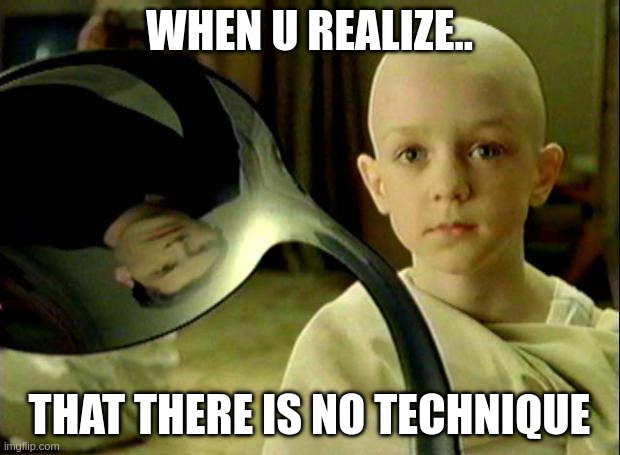 WHEN U REALIZE..
THAT THERE IS NO TECHNIQUE
imgflip.com